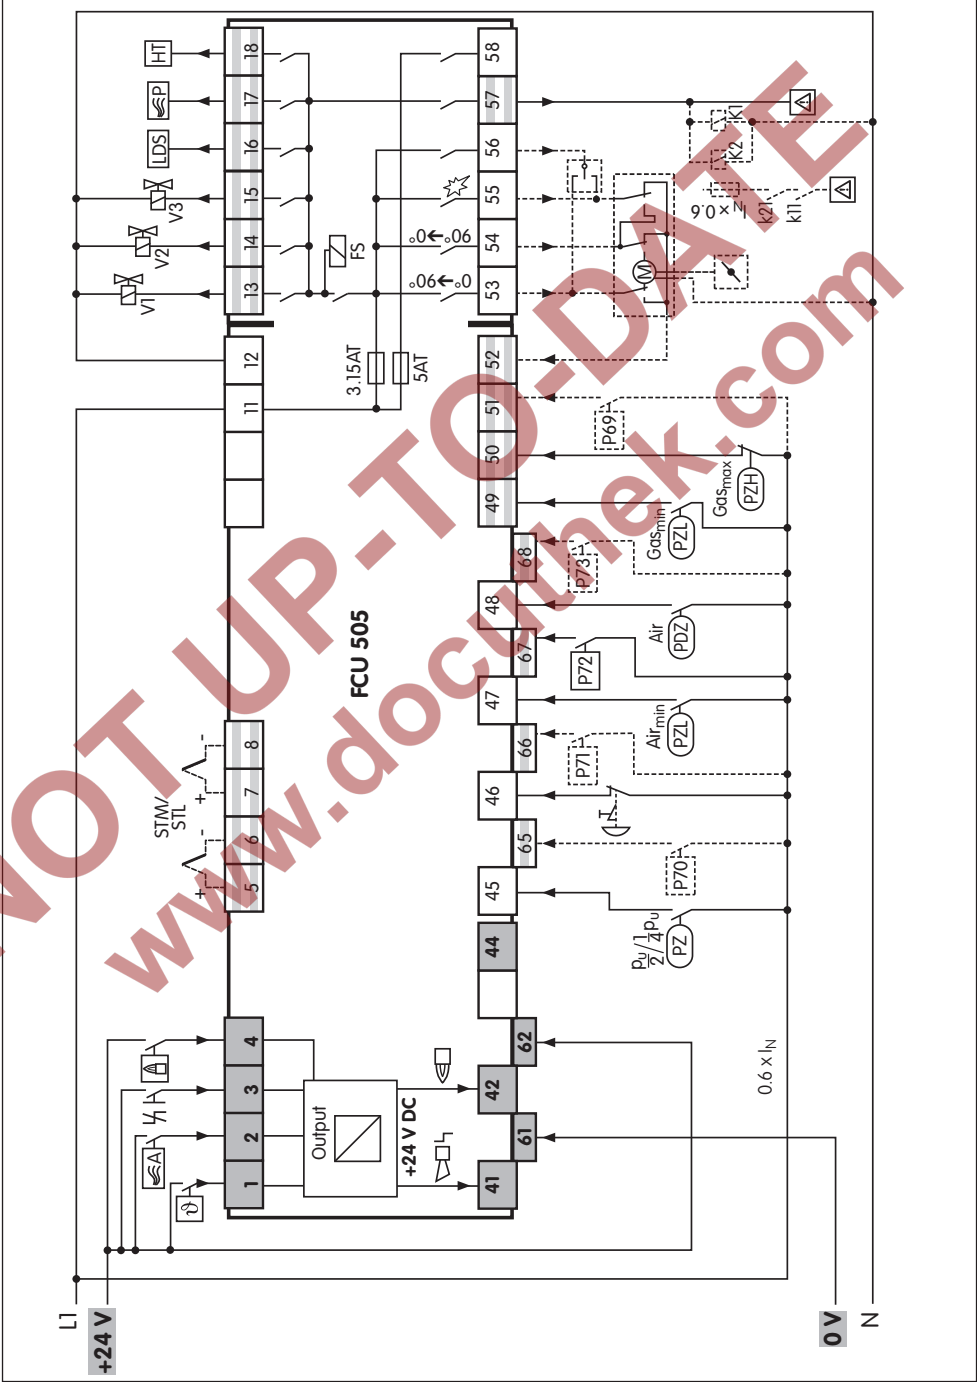 L1
+24 V
0 V
N
ϑ
A
1
2
3
4
Output
+24 V DC
41
61
42
62
44
0.6 × IN
5
6
7
8
+
-
+
-
STM/
STL
FCU 505
45
65
46
66
47
67
48
68
49
50
51
52
pu/1
2/4pu
PZ
P70
P71
Airmin
PZL
P72
Air
PDZ
P73
Gasmin
PZL
Gasmax
PZH
P69
11
12
3.15AT
5AT
13
14
15
16
17
18
V1
V2
V3
LDS
P
HT
FS
53
54
55
56
57
58
0°→90°
90°→0°
M
IN × 0.6
k21
k11
K2
K1
NOT UP-TO-DATE
www.docuthek.com